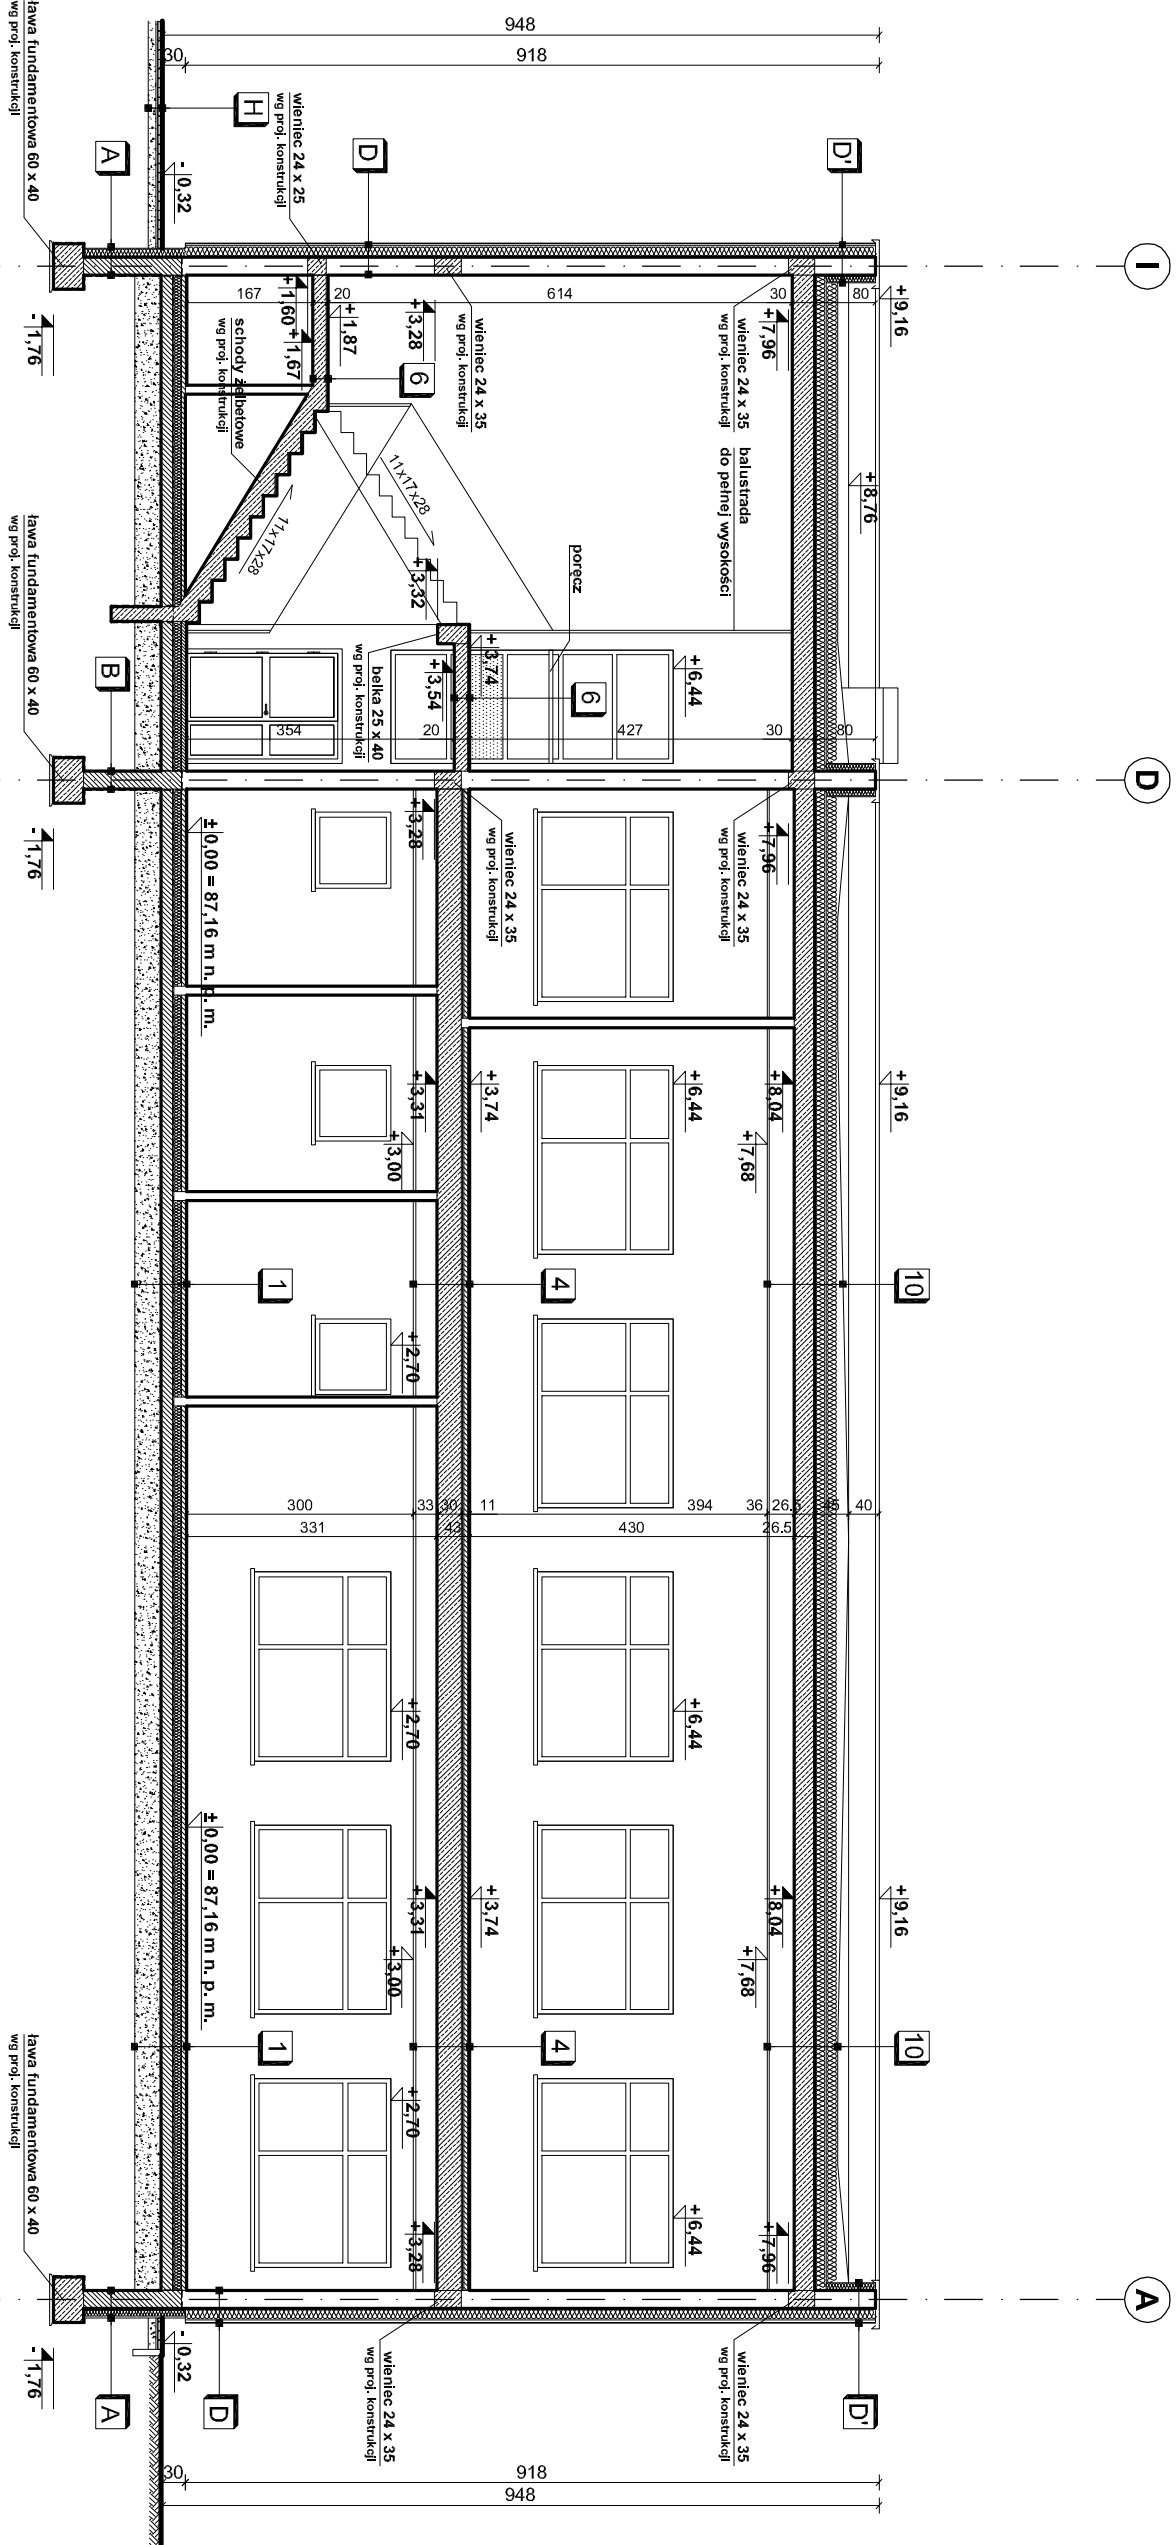 I
D
A
948
918
30
H
D
D'
A
- 0,32
wieniec 24 x 25
wg proj. konstrukcji
ława fundamentowa 60 x 40
wg proj. konstrukcji
- 1,76
167
20
614
30
80
+ 9,16
+ 7,96
+ 3,28
+ 1,87
+ 1,60
+ 1,67
6
wieniec 24 x 35
wg proj. konstrukcji
wieniec 24 x 35
wg proj. konstrukcji
schody żelbetowe
wg proj. konstrukcji
balustrada
do pełnej wysokości
+ 8,76
11x17x28
11x17x28
poręcz
+ 3,32
+ 3,74
+ 3,54
6
+ 6,44
belka 25 x 40
wg proj. konstrukcji
354
20
427
30
80
ława fundamentowa 60 x 40
wg proj. konstrukcji
B
- 1,76
+ 3,28
+ 7,96
wieniec 24 x 35
wg proj. konstrukcji
wieniec 24 x 35
wg proj. konstrukcji
± 0,00 = 87,16 m n. p. m.
+ 9,16
+ 8,04
+ 7,68
+ 6,44
+ 3,74
+ 3,31
+ 3,00
1
4
10
+ 2,70
300
33
30
11
394
36
26.5
45
40
331
43
430
26.5
+ 2,70
+ 6,44
± 0,00 = 87,16 m n. p. m.
+ 9,16
+ 8,04
+ 7,68
+ 3,74
+ 3,31
+ 3,00
1
4
10
+ 2,70
+ 6,44
+ 3,28
+ 7,96
ława fundamentowa 60 x 40
wg proj. konstrukcji
wieniec 24 x 35
wg proj. konstrukcji
wieniec 24 x 35
wg proj. konstrukcji
- 0,32
- 1,76
A
D
D'
30
918
948